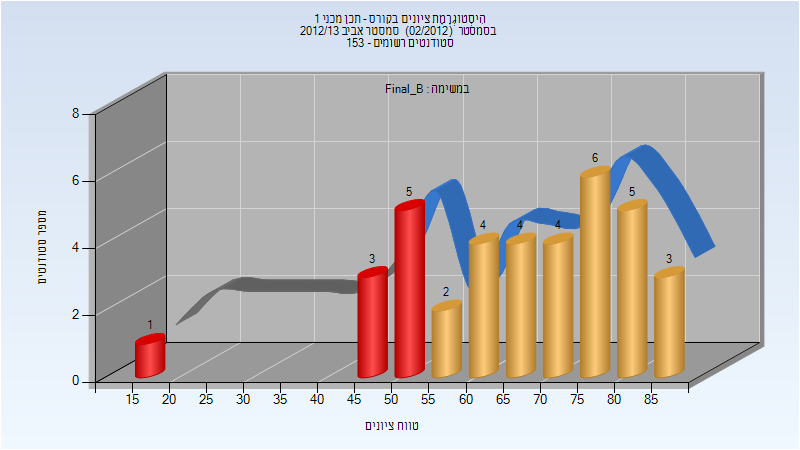 היסטוגרמת ציונים בקורס - תכן מכני 1
בסמסטר (02/2012) סמסטר אביב 2012/13
סטודנטים רשומים - 153
במשימה : Final_B
מספר סטודנטים
8
6
4
2
0
1
3
5
2
4
4
4
6
5
3
15 20 25 30 35 40 45 50 55 60 65 70 75 80 85
טווח ציונים